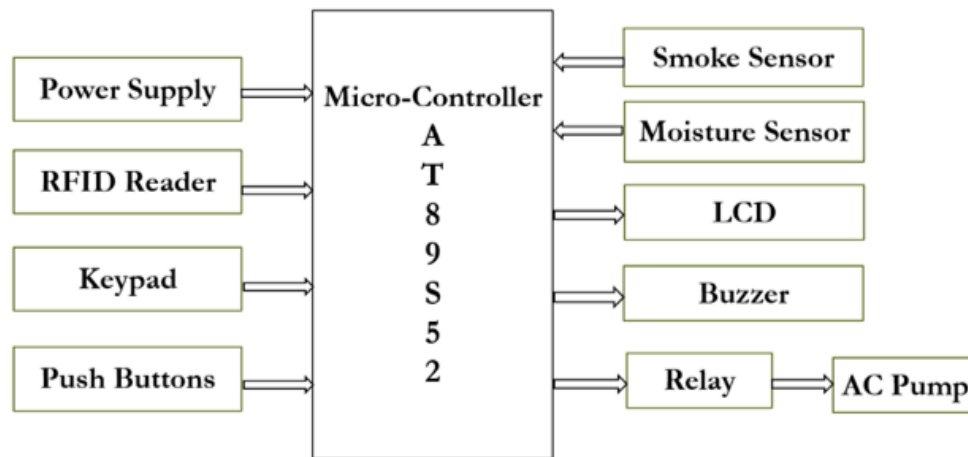 Power Supply
RFID Reader
Keypad
Push Buttons
Micro-Controller
A
T
8
9
S
5
2
Smoke Sensor
Moisture Sensor
LCD
Buzzer
Relay
AC Pump